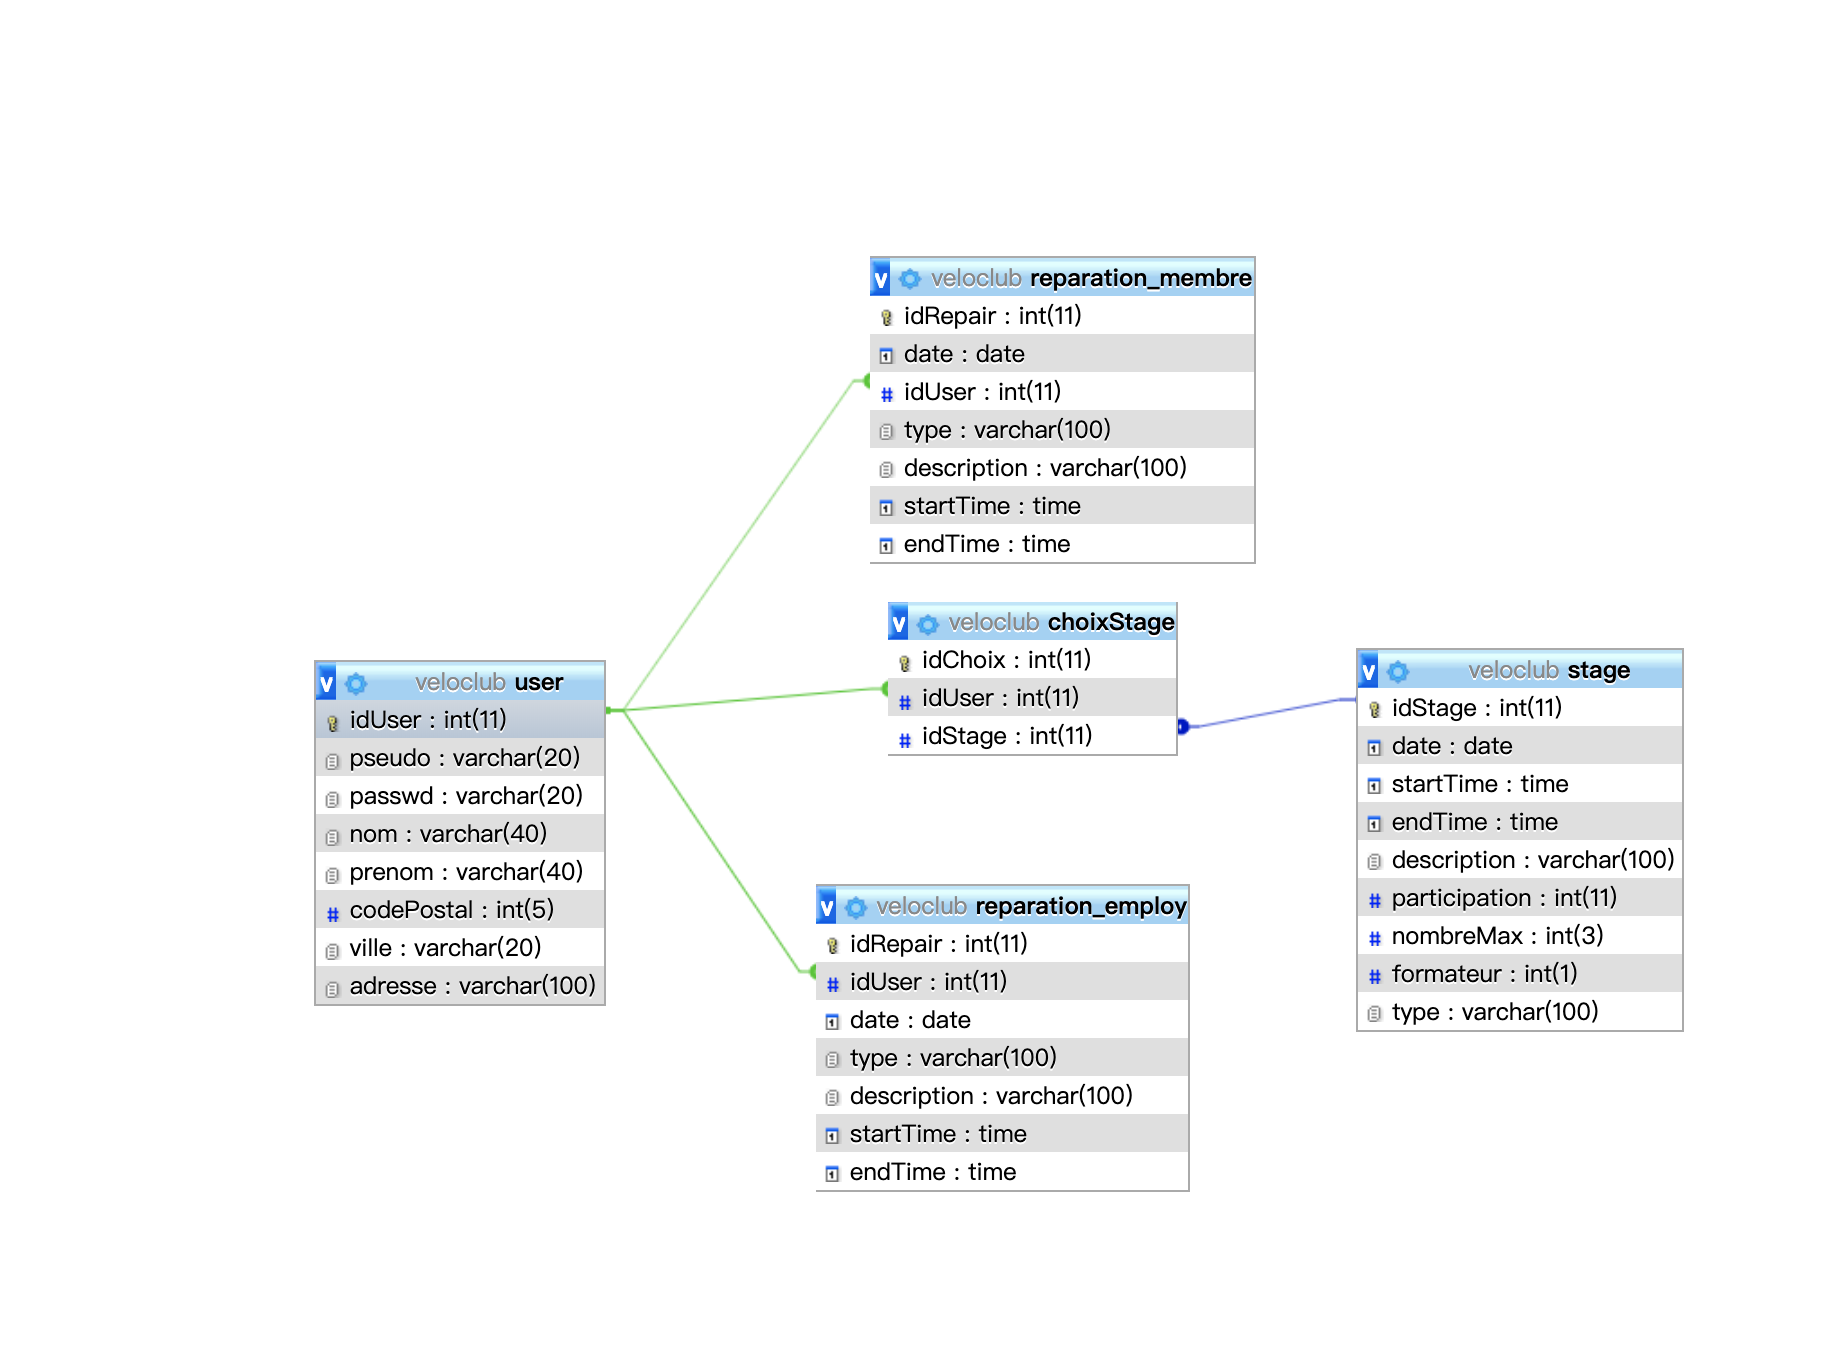 veloclub reparation_membre
idRepair : int(11)
date : date
idUser : int(11)
type : varchar(100)
description : varchar(100)
startTime : time
endTime : time
veloclub choixStage
idChoix : int(11)
idUser : int(11)
idStage : int(11)
veloclub user
idUser : int(11)
pseudo : varchar(20)
passwd : varchar(20)
nom : varchar(40)
prenom : varchar(40)
codePostal : int(5)
ville : varchar(20)
adresse : varchar(100)
veloclub stage
idStage : int(11)
date : date
startTime : time
endTime : time
description : varchar(100)
participation : int(11)
nombreMax : int(3)
formateur : int(1)
type : varchar(100)
veloclub reparation_employ
idRepair : int(11)
idUser : int(11)
date : date
type : varchar(100)
description : varchar(100)
startTime : time
endTime : time